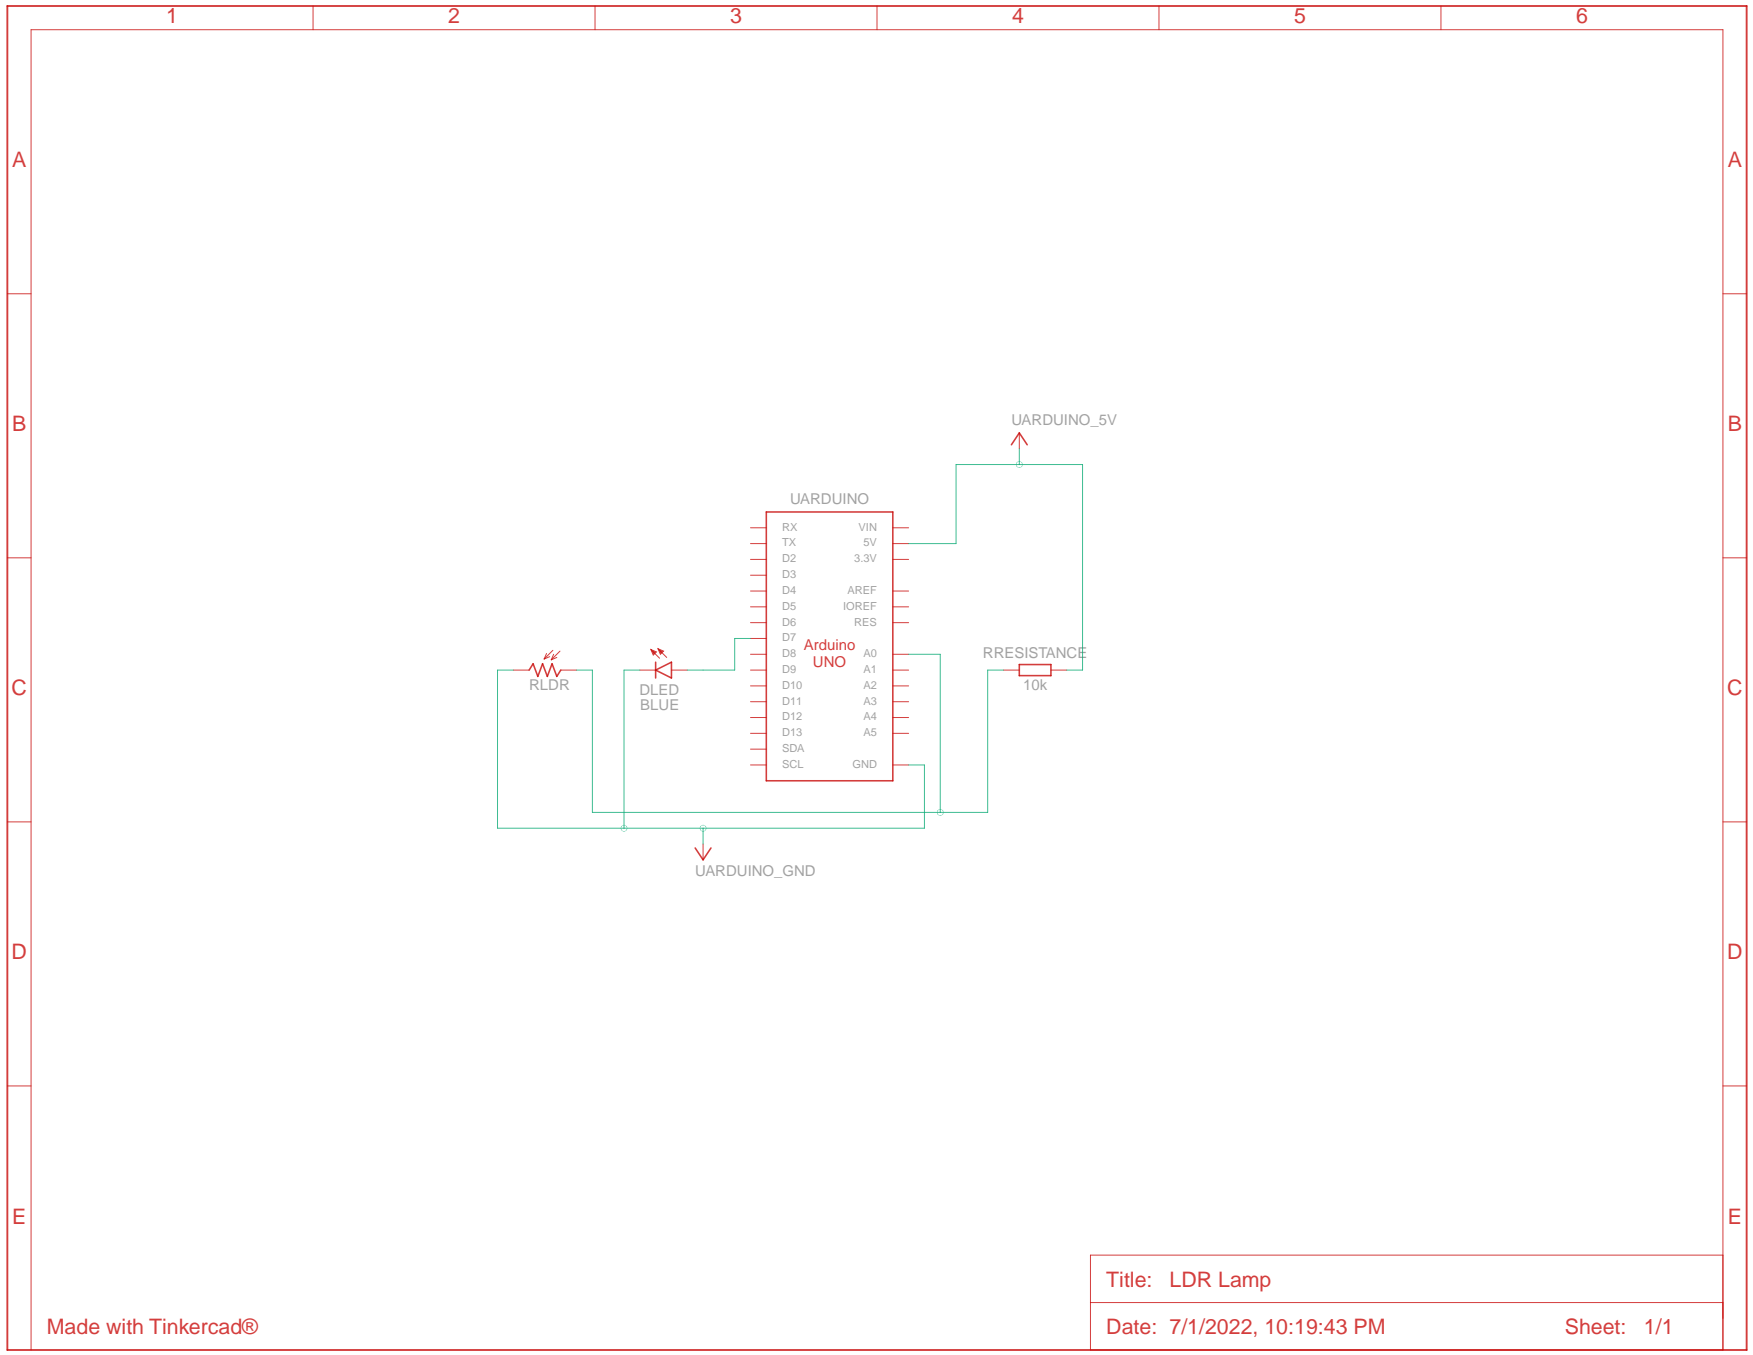 1 2 3 4 5 6
A A
B B
UARDUINO_5V
UARDUINO
RX VIN
TX 5V
D2 3.3V
D3
D4 AREF
D5 IOREF
D6 RES
D7
Arduino
UNO
D8 A0
D9 A1
D10 A2
D11 A3
D12 A4
D13 A5
SDA
SCL GND
RRESISTANCE
10k
RLDR
DLED
BLUE
C C
UARDUINO_GND
D D
E E
Title: LDR Lamp
Made with Tinkercad®
Date: 7/1/2022, 10:19:43 PM Sheet: 1/1